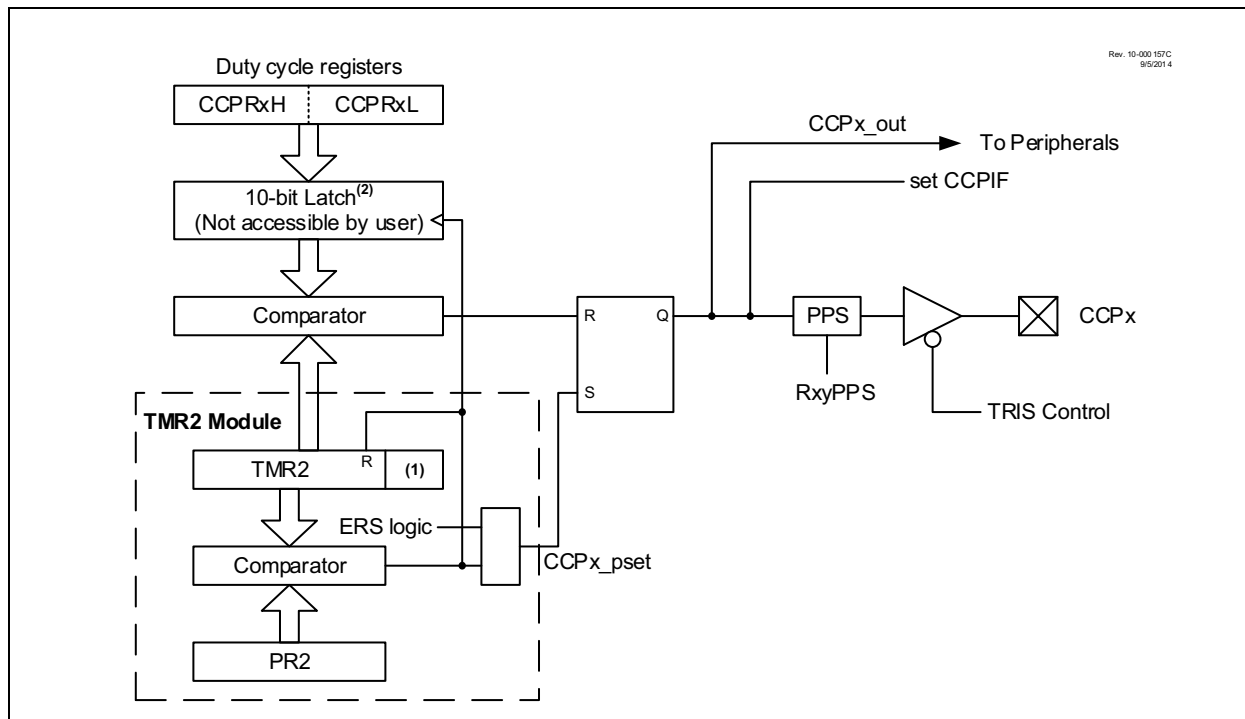 Rev. 10-000 157C
9/5/201 4
Duty cycle registers
CCPRxH CCPRxL
CCPx_out
To Peripherals
set CCPIF
10-bit Latch(2)
(Not accessible by user)
Comparator
R Q
PPS
CCPx
RxyPPS
S
TRIS Control
TMR2 Module
R
TMR2 (1)
ERS logic
CCPx_pset
Comparator
PR2